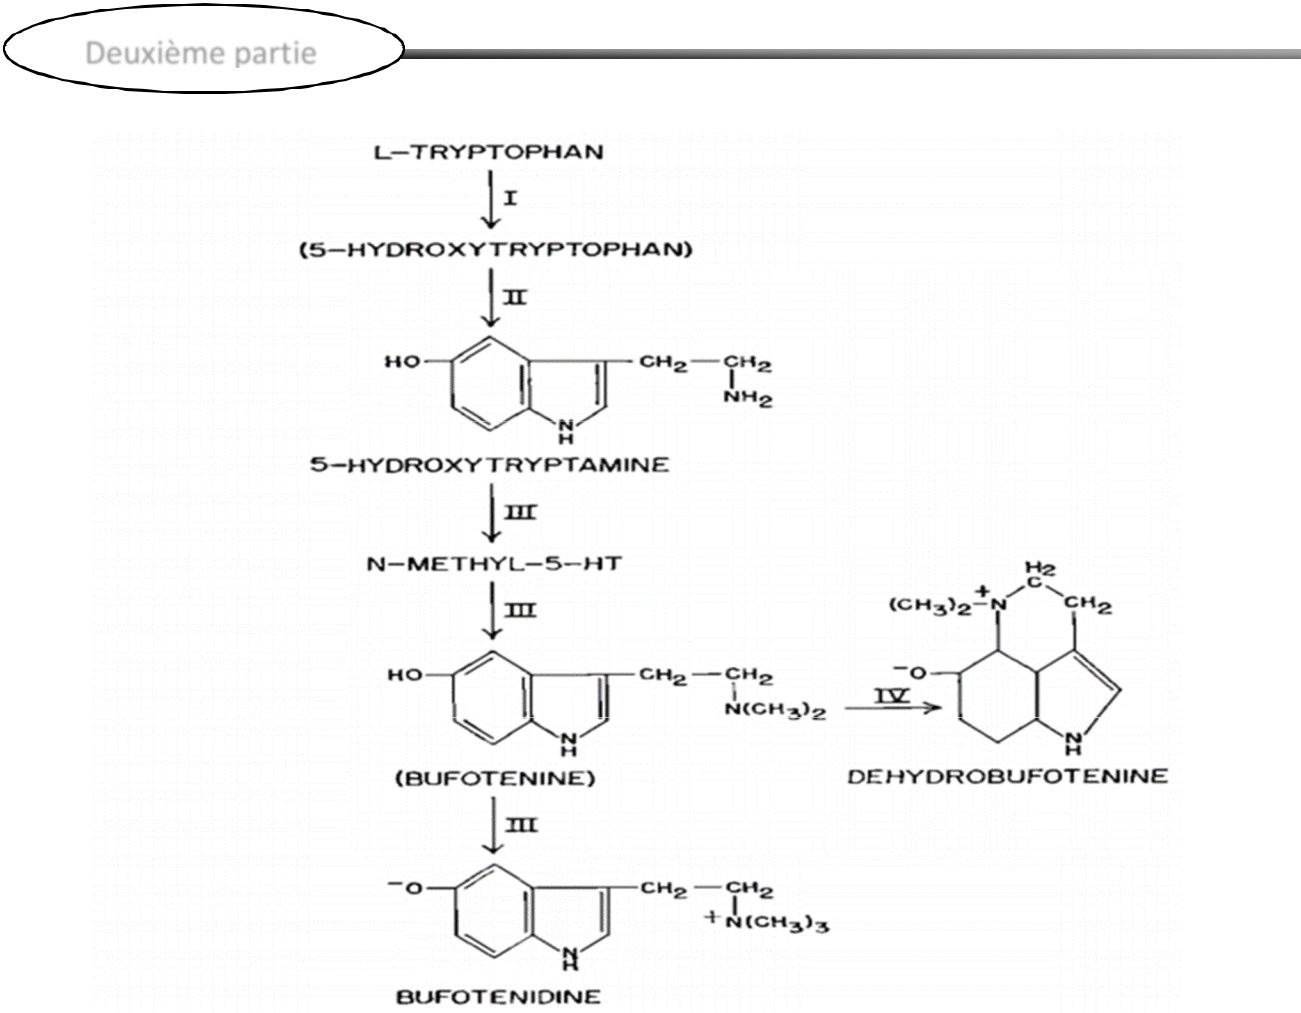 Deuxième partie
L-TRYPTOPHAN
I
(5-HYDROXYTRYPTOPHAN)
II
HO CH2 CH2
NH2
N
H
5-HYDROXYTRYPTAMINE
III
N-METHYL-5-HT
III
H2
C
(CH3)2-N+ CH2
HO CH2 CH2
N(CH3)2
N
H
IV
-O
N
H
(BUFOTENINE)
DEHYDROBUFOTENINE
III
-O CH2 CH2
+N(CH3)3
N
H
BUFOTENIDINE